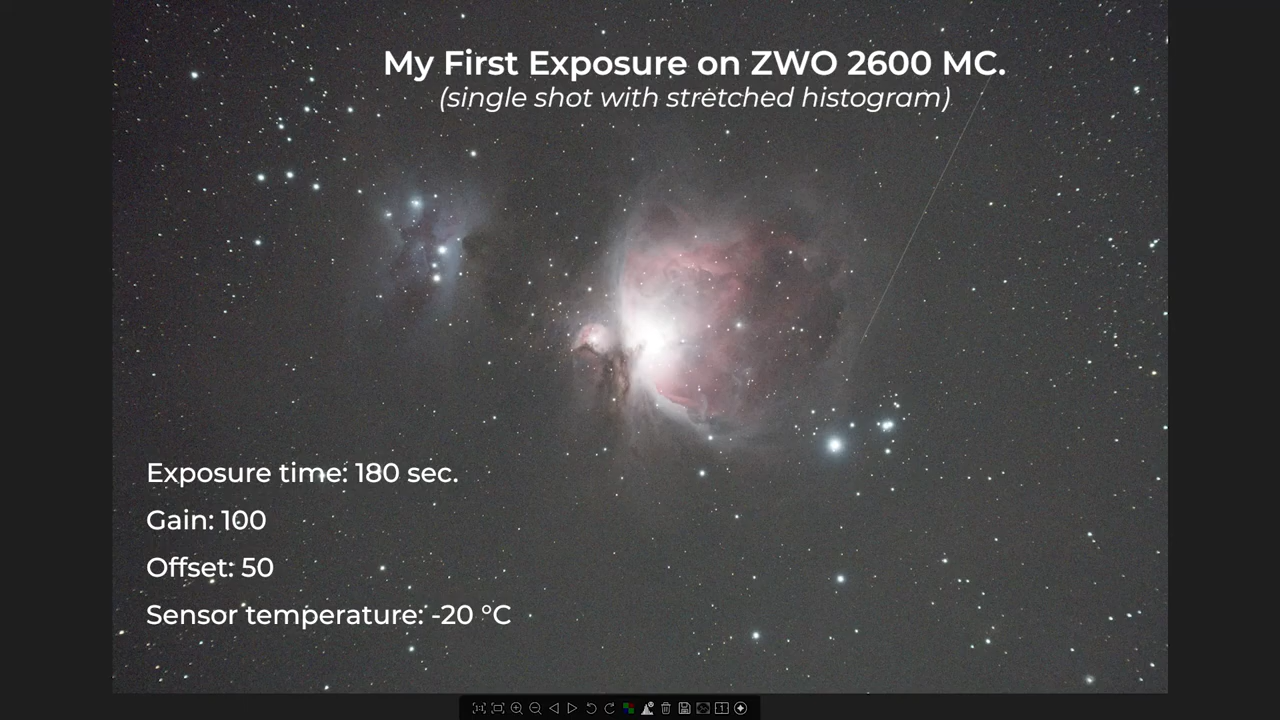 My First Exposure on ZWO 2600 MC.
(single shot with stretched histogram)
Exposure time: 180 sec.
Gain: 100
Offset: 50
Sensor temperature: -20 °C